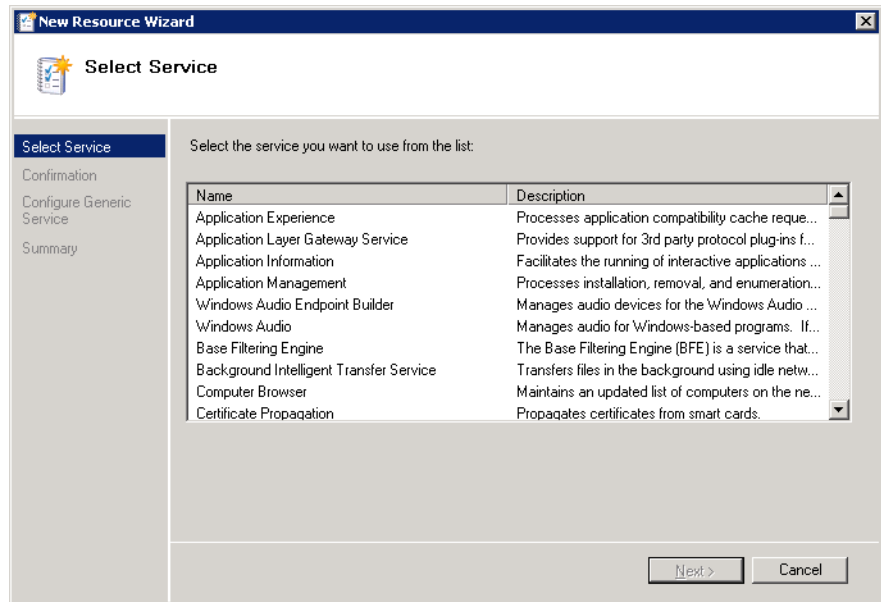 New Resource Wizard
Select Service
Select Service
Confirmation
Configure Generic
Service
Summary
Select the service you want to use from the list:
Name Description
Application Experience Processes application compatibility cache reque...
Application Layer Gateway Service Provides support for 3rd party protocol plug-ins f...
Application Information Facilitates the running of interactive applications ...
Application Management Processes installation, removal, and enumeration...
Windows Audio Endpoint Builder Manages audio devices for the Windows Audio ...
Windows Audio Manages audio for Windows-based programs. If...
Base Filtering Engine The Base Filtering Engine (BFE) is a service that...
Background Intelligent Transfer Service Transfers files in the background using idle netw...
Computer Browser Maintains an updated list of computers on the ne...
Certificate Propagation Propagates certificates from smart cards.
Next > Cancel